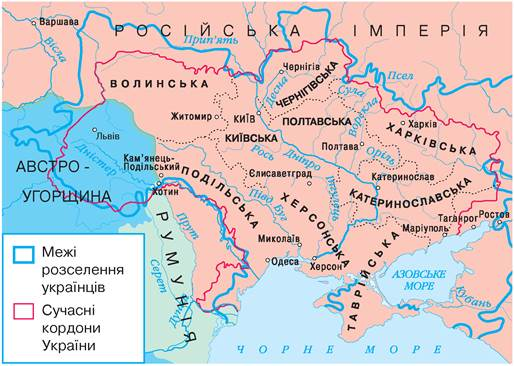 РОСІЙСЬКА ІМПЕРІЯ
Варшава
Вісла
Прип'ять
Чернігів
Десна
ЧЕРНІГІВСЬКА
Сула
Псел
ВОЛИНСЬКА
Житомир
КИЇВ
КИЇВСЬКА
ПОЛТАВСЬКА
Ворскла
Полтава
Харків
ХАРКІВСЬКА
Львів
Дністер
АВСТРО-
УГОРЩИНА
Кам'янець-
Подільський
Хотин
ПОДІЛЬСЬКА
Рось
Дніпро
Оріль
Єлисаветград
Півд. Буг
Інгулець
Катеринослав
КАТЕРИНОСЛАВСЬКА
ХЕРСОНСЬКА
Таганрог
Ростов
Маріуполь
Миколаїв
Одеса
Херсон
ТАВРІЙСЬКА
АЗОВСЬКЕ
МОРЕ
Кубань
РУМУНІЯ
Прут
Серет
Дунай
ЧОРНЕ МОРЕ
Межі
розселення
українців
Сучасні
кордони
України